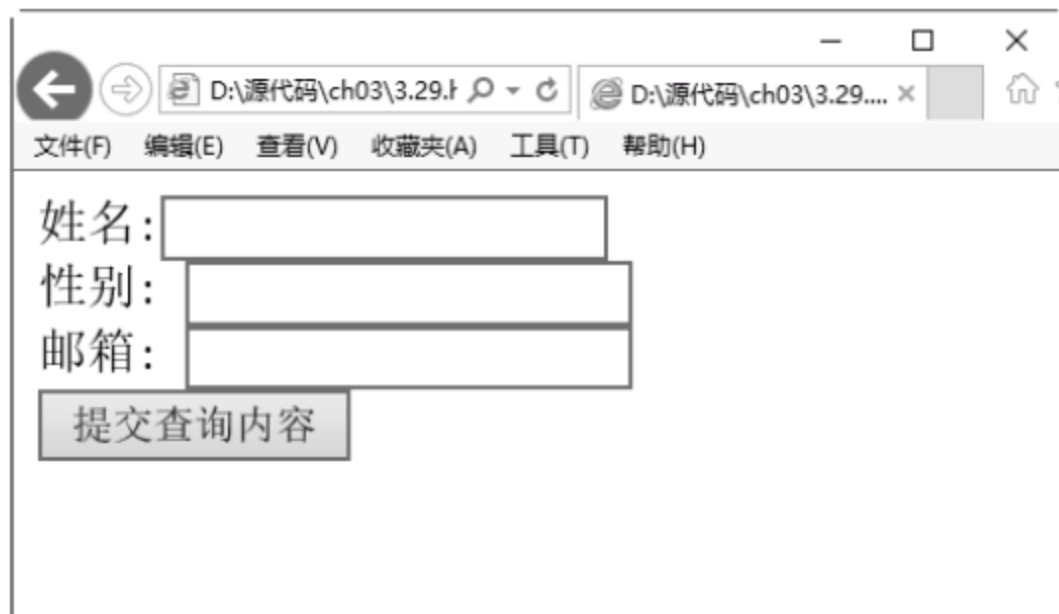 D:\源代码\ch03\3.29.h D:\源代码\ch03\3.29....
文件(F) 编辑(E) 查看(V) 收藏夹(A) 工具(T) 帮助(H)
姓名:
性别:
邮箱:
提交查询内容